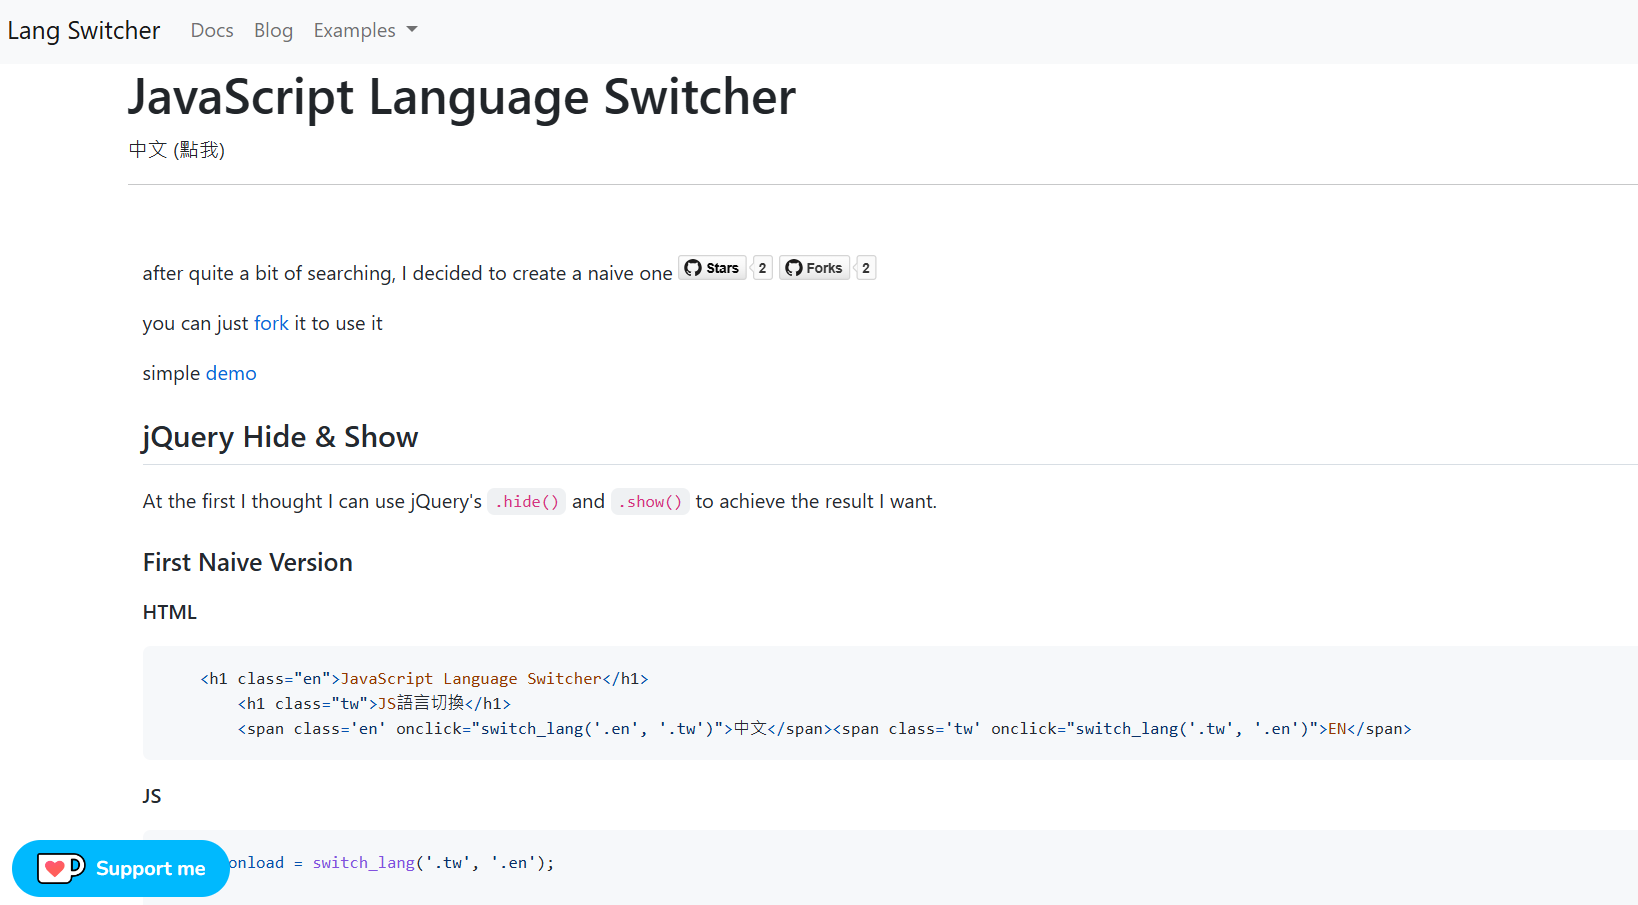 Lang Switcher Docs Blog Examples
JavaScript Language Switcher
中文 (點我)
after quite a bit of searching, I decided to create a naive one Stars 2 Forks 2
you can just fork it to use it
simple demo
jQuery Hide & Show
At the first I thought I can use jQuery's .hide() and .show() to achieve the result I want.
First Naive Version
HTML
<h1 class="en">JavaScript Language Switcher</h1>
<h1 class="tw">JS語言切換</h1>
<span class='en' onclick="switch_lang('.en', '.tw')">中文</span><span class='tw' onclick="switch_lang('.tw', '.en')">EN</span>
JS
onload = switch_lang('.tw', '.en');
Support me